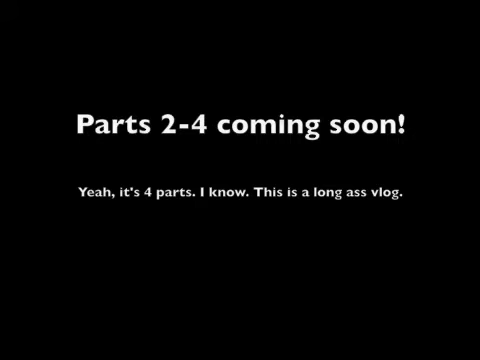 Parts 2-4 coming soon!
Yeah, it's 4 parts. I know. This is a long ass vlog.